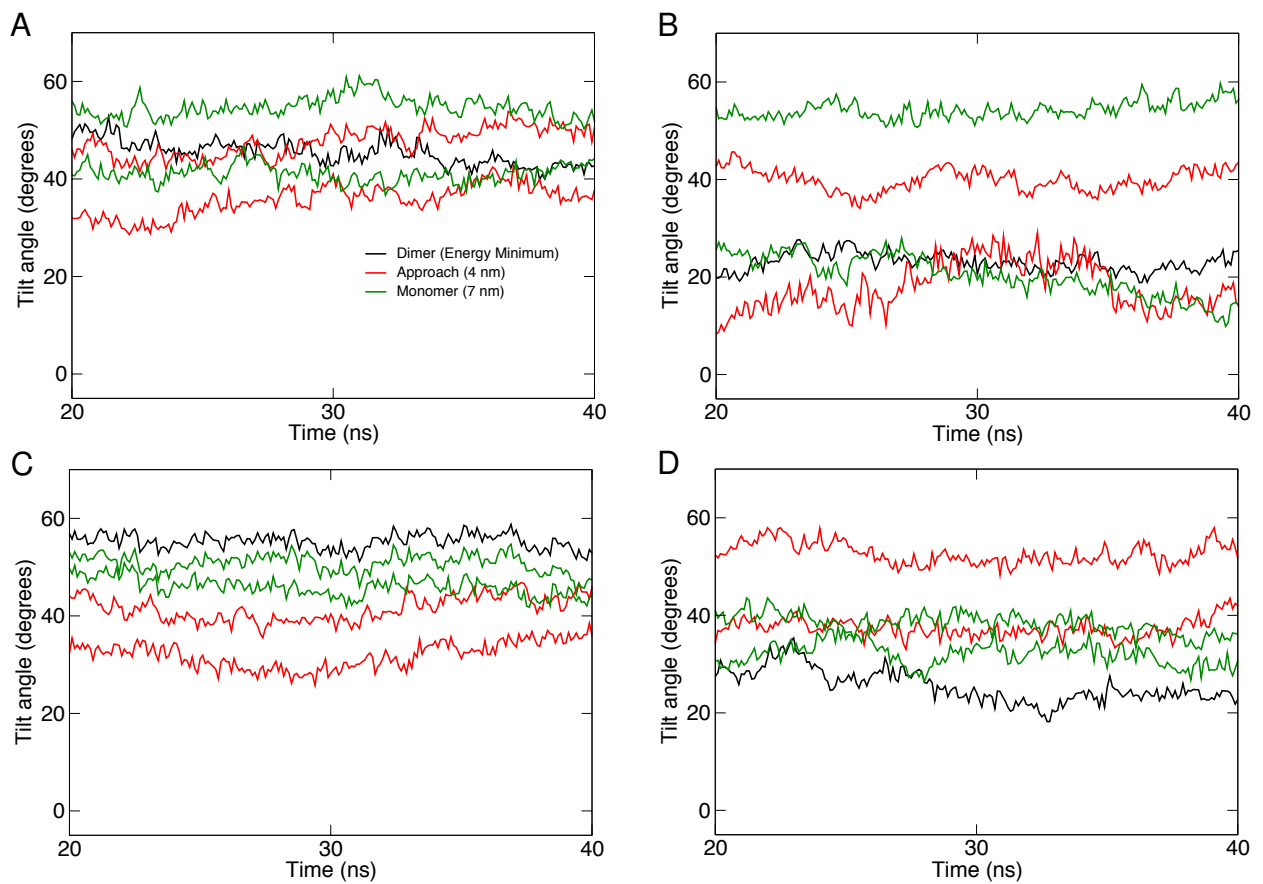 A
60
40
20
0
Tilt angle (degrees)
Dimer (Energy Minimum)
Approach (4 nm)
Monomer (7 nm)
20
30
40
Time (ns)
B
60
40
20
0
Tilt angle (degrees)
20
30
40
Time (ns)
C
60
40
20
0
Tilt angle (degrees)
20
30
40
Time (ns)
D
60
40
20
0
Tilt angle (degrees)
20
30
40
Time (ns)